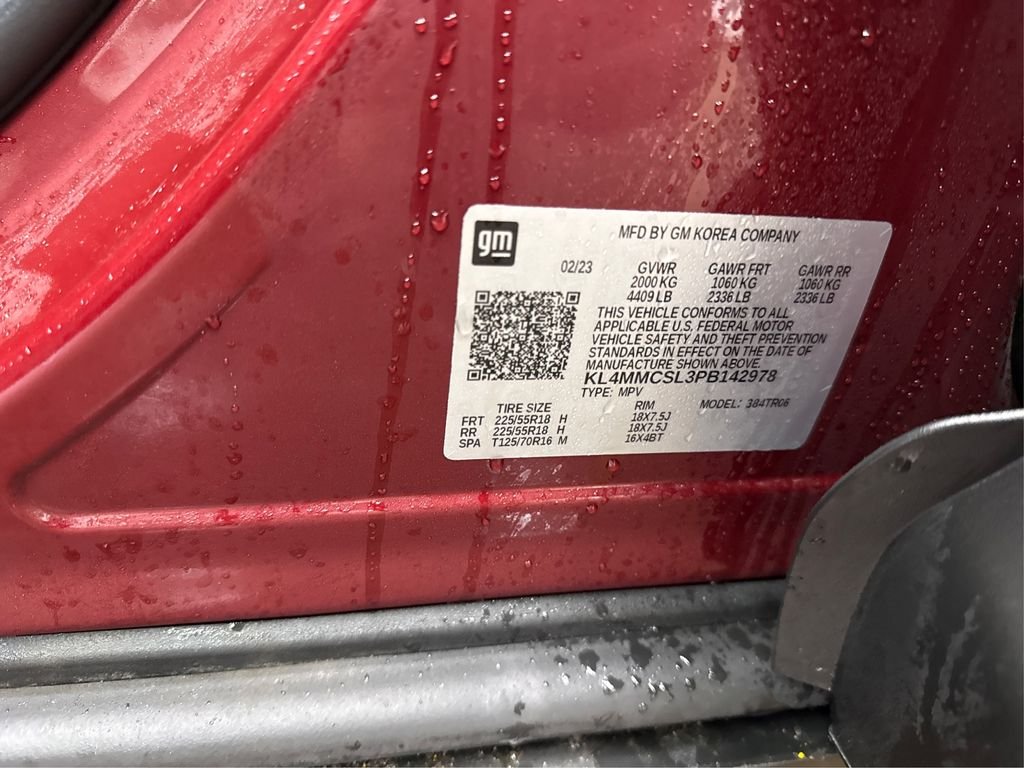 gm
MFD BY GM KOREA COMPANY
02/23 GVWR GAWR FRT GAWR RR
2000 KG 1060 KG 1060 KG
4409 LB 2336 LB 2336 LB
THIS VEHICLE CONFORMS TO ALL
APPLICABLE U.S. FEDERAL MOTOR
VEHICLE SAFETY AND THEFT PREVENTION
STANDARDS IN EFFECT ON THE DATE OF
MANUFACTURE SHOWN ABOVE.
KL4MMCSL3PB142978
TYPE: MPV MODEL: 384TR06
TIRE SIZE RIM
FRT 225/55R18 H 18X7.5J
RR 225/55R18 H 18X7.5J
SPA T125/70R16 M 16X4BT